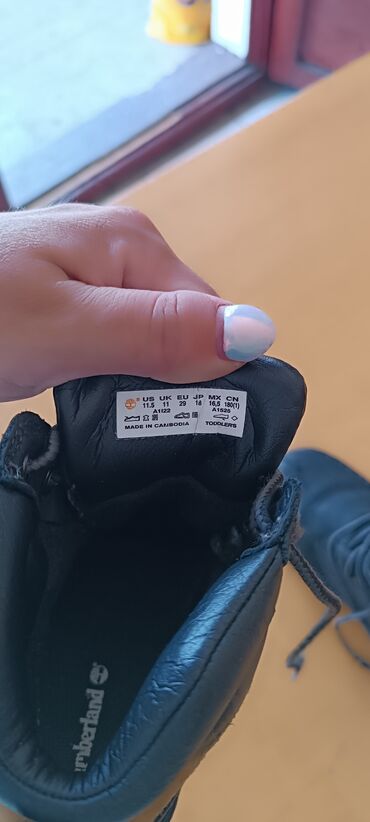 US UK EU JP MX CN
11.5 11 29 18 16,5 180(1)
A1122 A1525
MADE IN CAMBODIA TODDLERS
Timberland